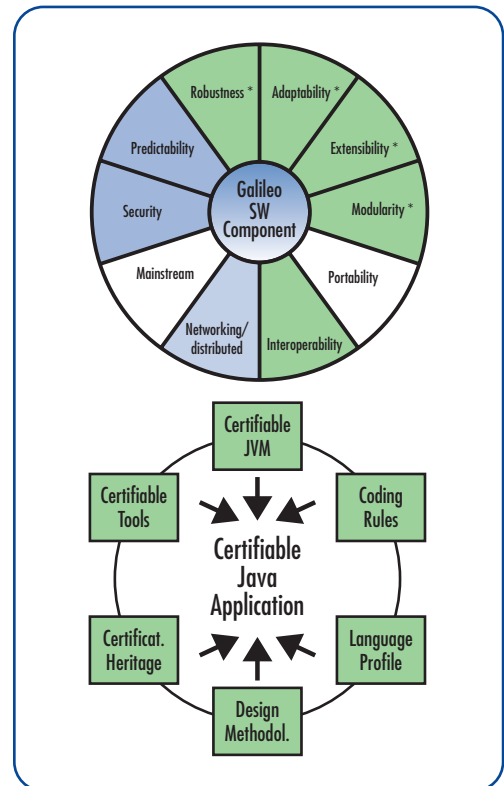 Robustness *
Adaptability *
Predictability
Extensibility *
Galileo
SW
Component
Security
Modularity *
Mainstream
Portability
Networking/
distributed
Interoperability
Certifiable
JVM
Certifiable
Tools
Coding
Rules
Certifiable
Java
Application
Certificat.
Heritage
Language
Profile
Design
Methodol.